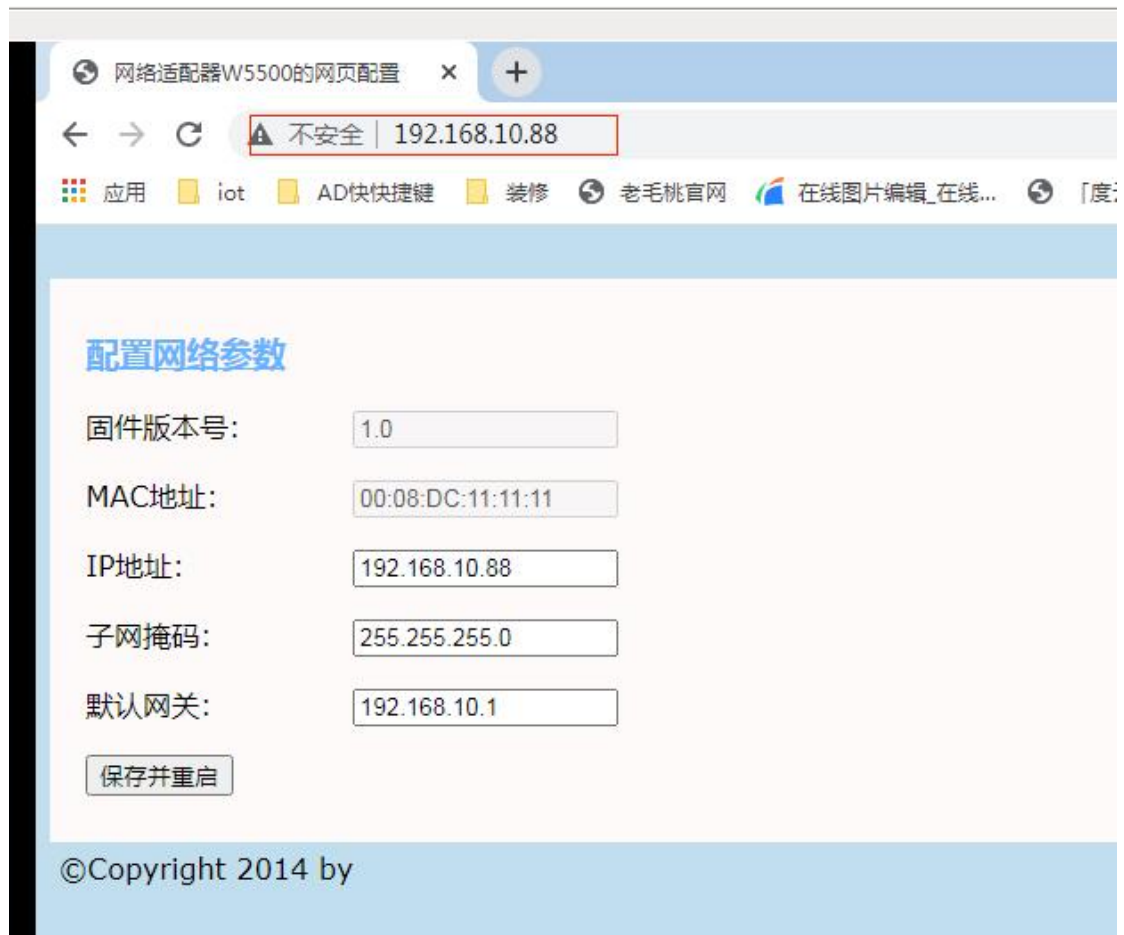 网络适配器W5500的网页配置
不安全 192.168.10.88
应用 iot AD快快捷键 装修 老毛桃官网 在线图片编辑_在线... 「度
配置网络参数
固件版本号: 1.0
MAC地址: 00:08:DC:11:11:11
IP地址: 192.168.10.88
子网掩码: 255.255.255.0
默认网关: 192.168.10.1
保存并重启
©Copyright 2014 by